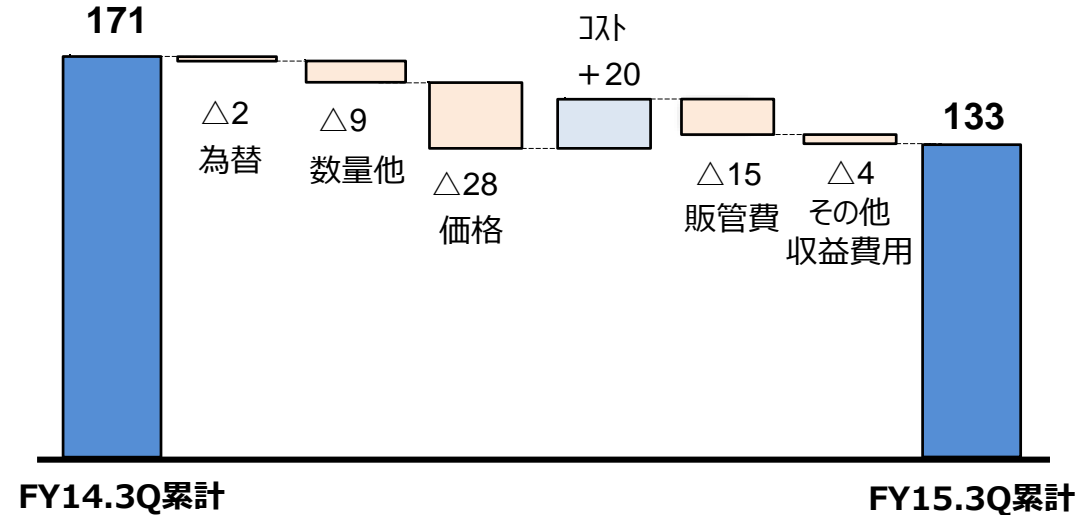 171
△2
為替
△9
数量他
△28
価格
ｺｽﾄ
＋20
△15
販管費
△4
その他
収益費用
133
FY14.3Q累計
FY15.3Q累計